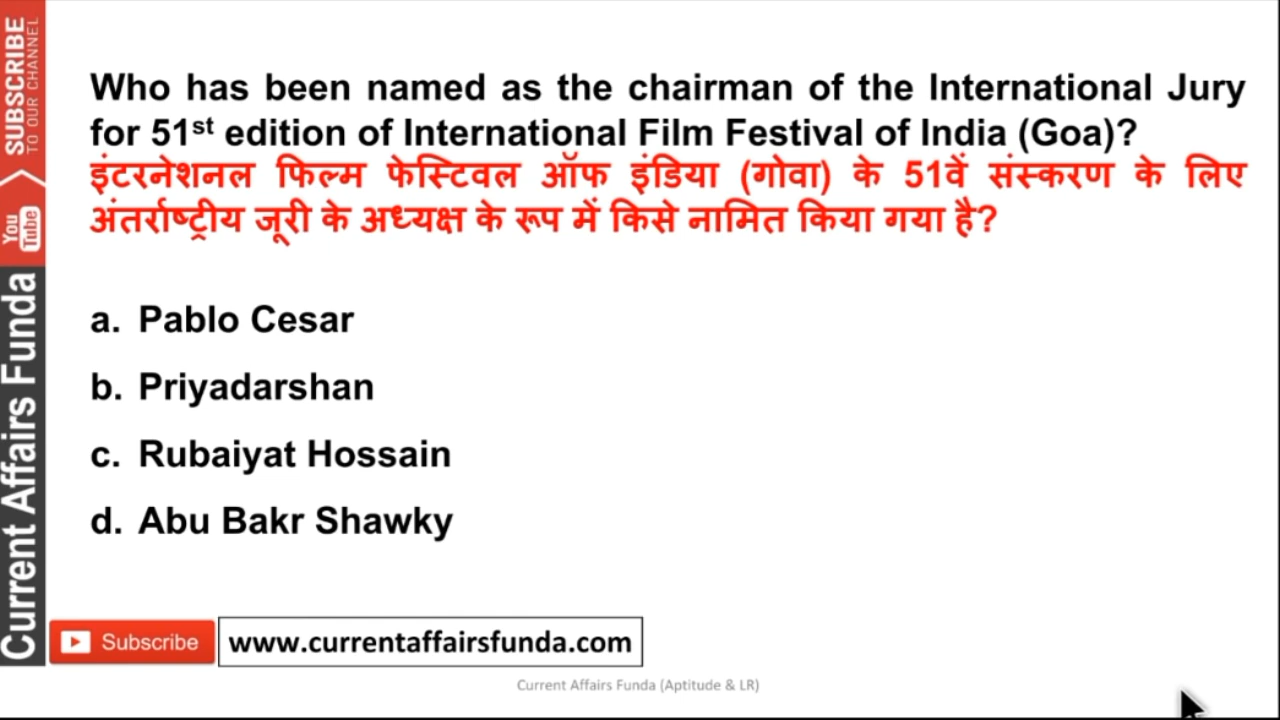 Who has been named as the chairman of the International Jury
for 51st edition of International Film Festival of India (Goa)?
इंटरनेशनल फिल्म फेस्टिवल ऑफ इंडिया (गोवा) के 51वें संस्करण के लिए
अंतर्राष्ट्रीय जूरी के अध्यक्ष के रूप में किसे नामित किया गया है?
a. Pablo Cesar
b. Priyadarshan
c. Rubaiyat Hossain
d. Abu Bakr Shawky
SUBSCRIBE
TO OUR CHANNEL
You Tube
Current Affairs Funda
Subscribe
www.currentaffairsfunda.com
Current Affairs Funda (Aptitude & LR)